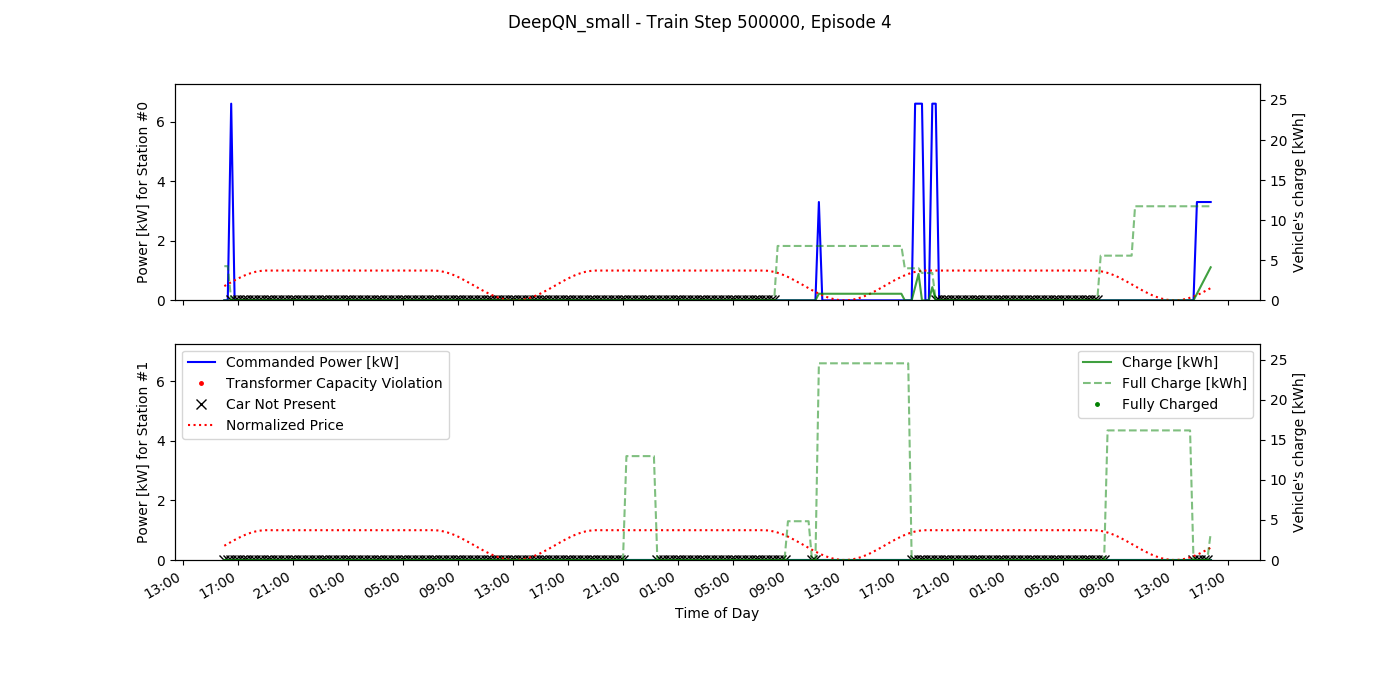 DeepQN_small - Train Step 500000, Episode 4
Power [kW] for Station #0
6
4
2
0
25
20
15
10
5
0
Vehicle's charge [kWh]
Power [kW] for Station #1
6
4
2
0
Commanded Power [kW]
Transformer Capacity Violation
Car Not Present
Normalized Price
Charge [kWh]
Full Charge [kWh]
Fully Charged
25
20
15
10
5
0
Vehicle's charge [kWh]
13:00 17:00 21:00 01:00 05:00 09:00 13:00 17:00 21:00 01:00 05:00 09:00 13:00 17:00 21:00 01:00 05:00 09:00 13:00 17:00
Time of Day